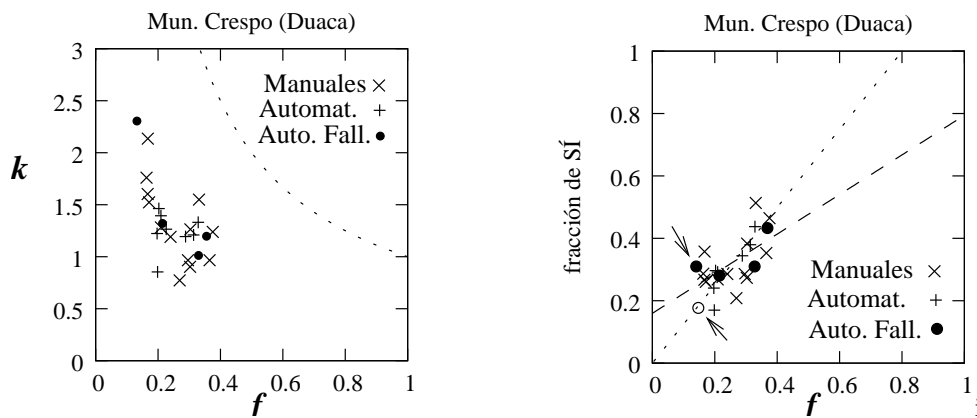 Mun. Crespo (Duaca)
3
2.5
2
1.5
1
0.5
0
k
Manuales
Automat.
Auto. Fall.
0 0.2 0.4 0.6 0.8 1
f
Mun. Crespo (Duaca)
1
0.8
0.6
0.4
0.2
0
fracción de SÍ
Manuales
Automat.
Auto. Fall.
0 0.2 0.4 0.6 0.8 1
f